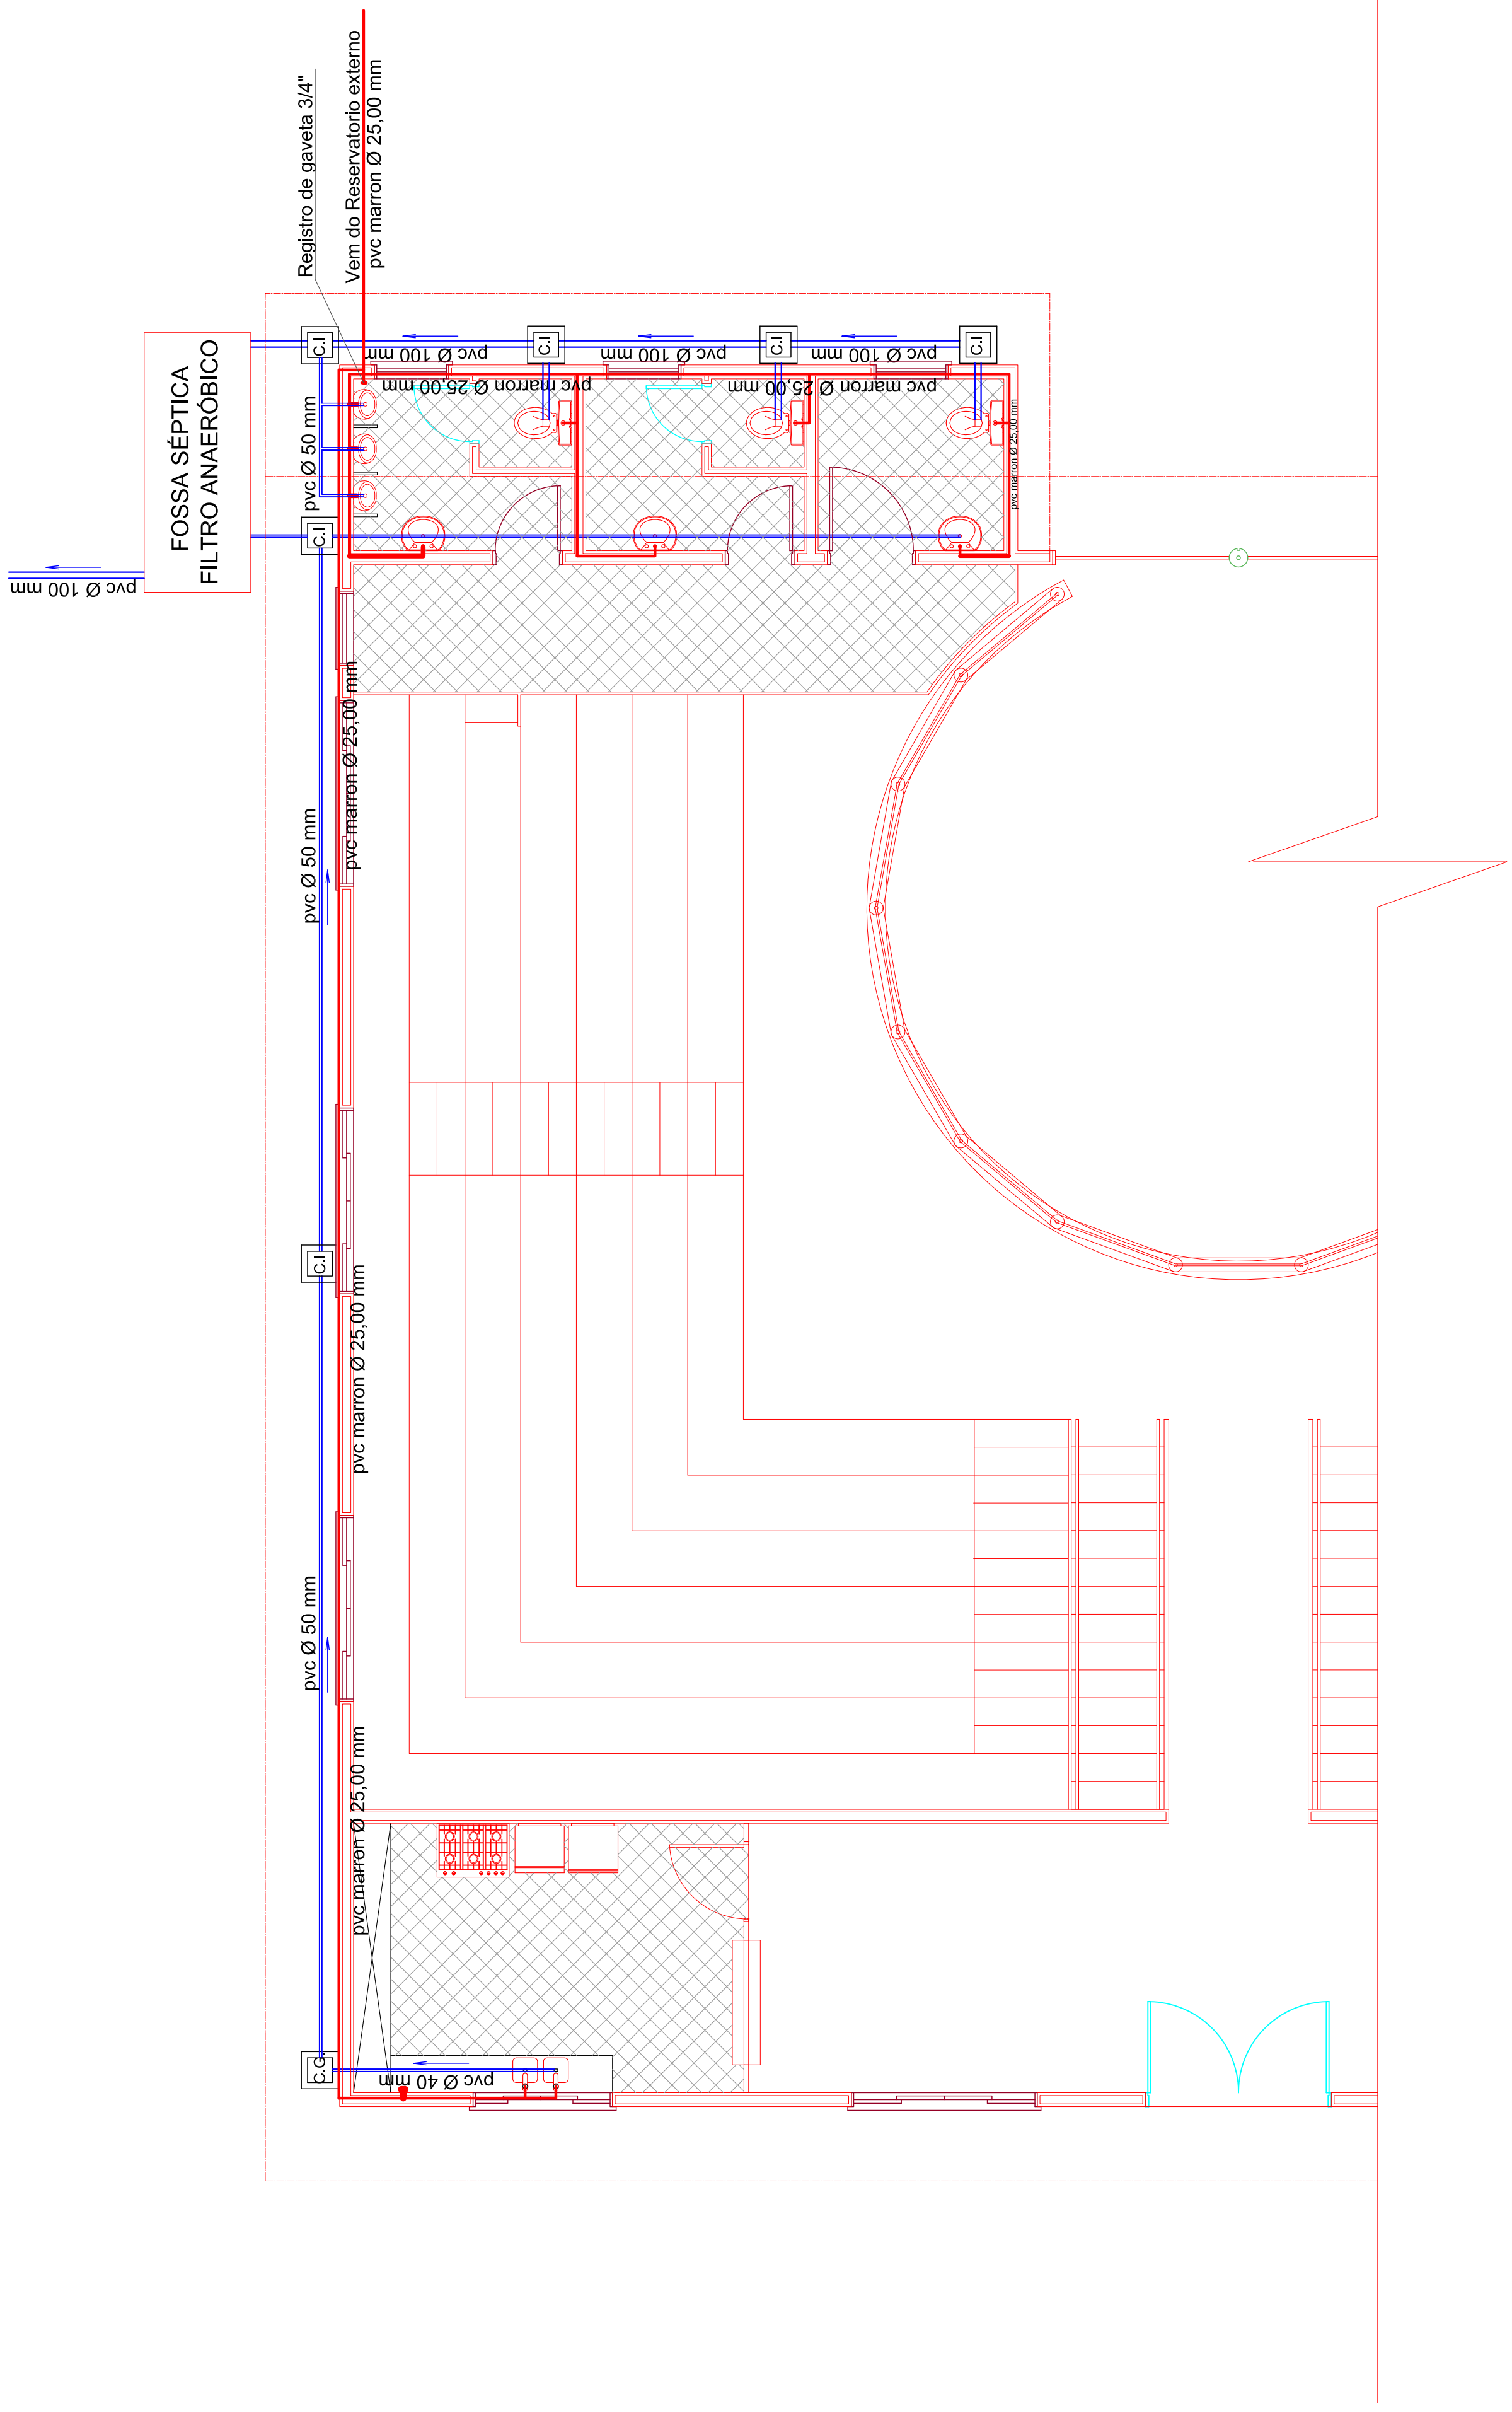 Registro de gaveta 3/4"
Vem do Reservatorio externo
pvc marron Ø 25,00 mm
FOSSA SÉPTICA
FILTRO ANAERÓBICO
C.I
C.I
C.I
C.I
pvc Ø 100 mm
pvc Ø 100 mm
pvc Ø 100 mm
pvc marron Ø 25,00 mm
pvc marron Ø 25,00 mm
pvc marron Ø 25,00 mm
pvc Ø 50 mm
C.I
pvc Ø 100 mm
pvc marron Ø 25,00 mm
pvc Ø 50 mm
C.I
pvc marron Ø 25,00 mm
pvc Ø 50 mm
pvc marron Ø 25,00 mm
C.G.
pvc Ø 40 mm